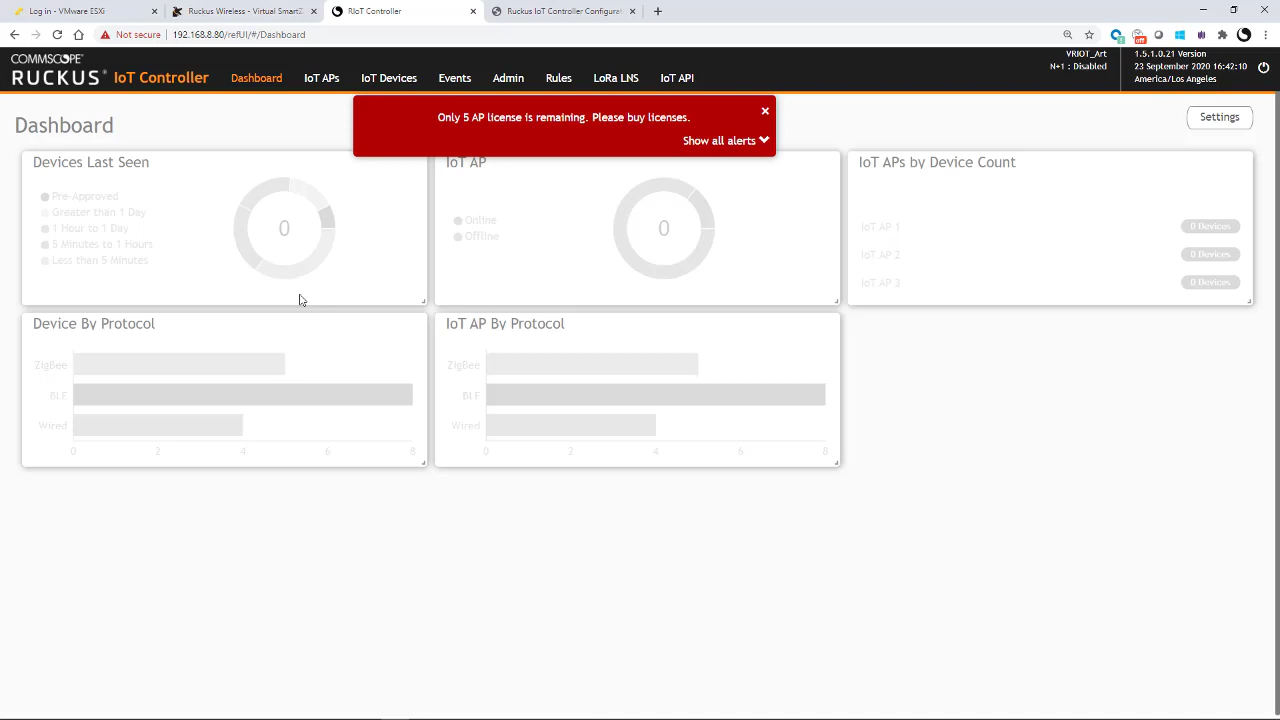 Log in - VMware ESXi
Ruckus Wireless - Virtual SmartZ
RIoT Controller
Ruckus IoT Controller Configurat
Not secure
192.168.8.80/refUI/#/Dashboard
COMMSCOPE®
RUCKUS® IoT Controller
Dashboard
IoT APs
IoT Devices
Events
Admin
Rules
LoRa LNS
IoT API
VRIOT_Art
N+1 : Disabled
1.5.1.0.21 Version
23 September 2020 16:42:10
America/Los Angeles
Only 5 AP license is remaining. Please buy licenses.
Show all alerts
Dashboard
Settings
Devices Last Seen
Pre-Approved
Greater than 1 Day
1 Hour to 1 Day
5 Minutes to 1 Hours
Less than 5 Minutes
0
IoT AP
Online
Offline
0
IoT APs by Device Count
IoT AP 1 0 Devices
IoT AP 2 0 Devices
IoT AP 3 0 Devices
Device By Protocol
ZigBee
BLE
Wired
0 2 4 6 8
IoT AP By Protocol
ZigBee
BLE
Wired
0 2 4 6 8